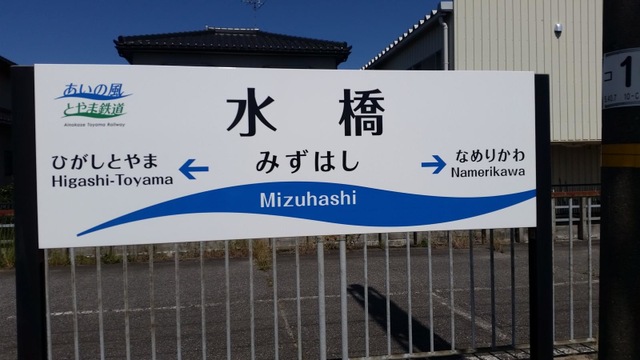 あいの風
とやま鉄道
Ainokaze Toyama Railway
水橋
みずはし
ひがしとやま
Higashi-Toyama
なめりかわ
Namerikawa
Mizuhashi
コ 1